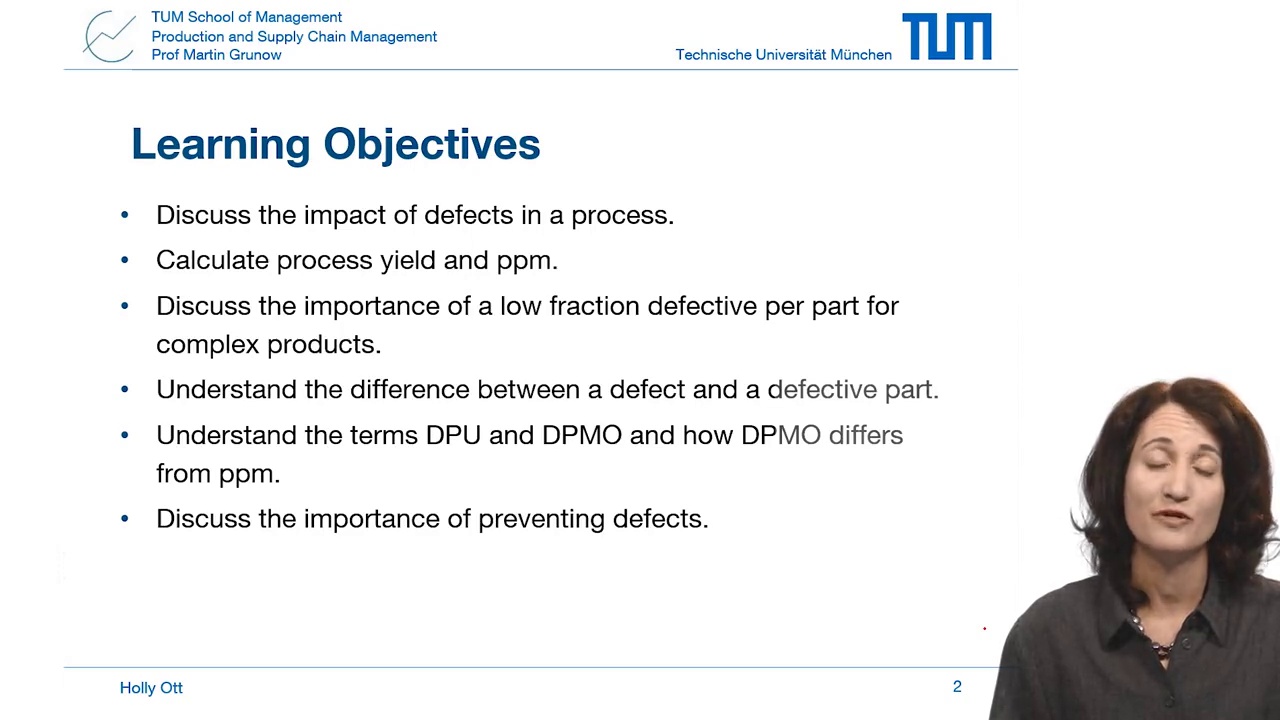 TUM School of Management
Production and Supply Chain Management
Prof Martin Grunow
Technische Universität München
TUM
Learning Objectives
• Discuss the impact of defects in a process.
• Calculate process yield and ppm.
• Discuss the importance of a low fraction defective per part for
complex products.
• Understand the difference between a defect and a defective part.
• Understand the terms DPU and DPMO and how DPMO differs
from ppm.
• Discuss the importance of preventing defects.
Holly Ott
2